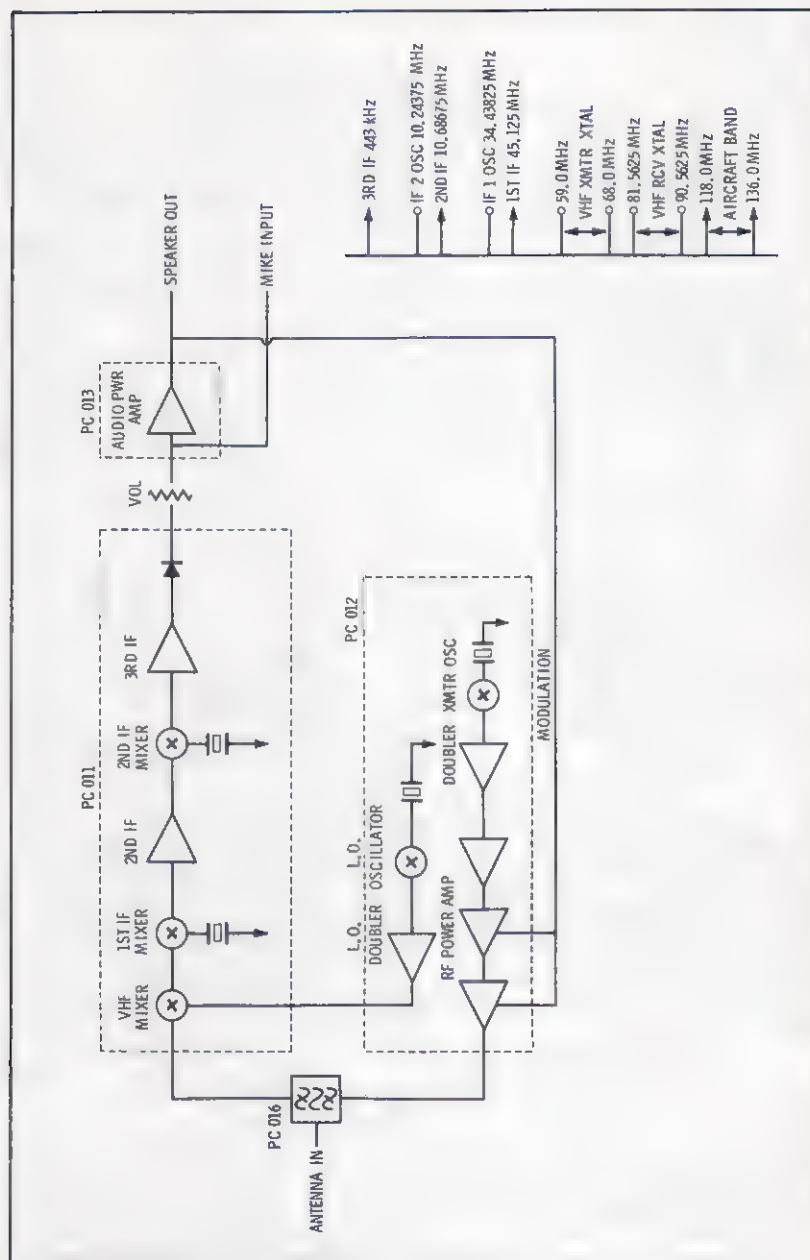 PC 011
VHF
MIXER
1ST IF
MIXER
2ND IF
2ND IF
MIXER
3RD IF
VOL
PC 013
AUDIO PWR
AMP
SPEAKER OUT
MIKE INPUT
PC 016
ANTENNA IN
PC 012
L.O.
DOUBLER
L.O.
OSCILLATOR
RF POWER AMP
DOUBLER
XMTR OSC
MODULATION
3RD IF 443 kHz
IF 2 OSC 10.24375 MHz
2ND IF 10.68675 MHz
IF 1 OSC 34.43825 MHz
1ST IF 45.125 MHz
59.0 MHz
VHF XMTR XTAL
68.0 MHz
81.5625 MHz
VHF RCV XTAL
90.5625 MHz
118.0 MHz
AIRCRAFT BAND
136.0 MHz